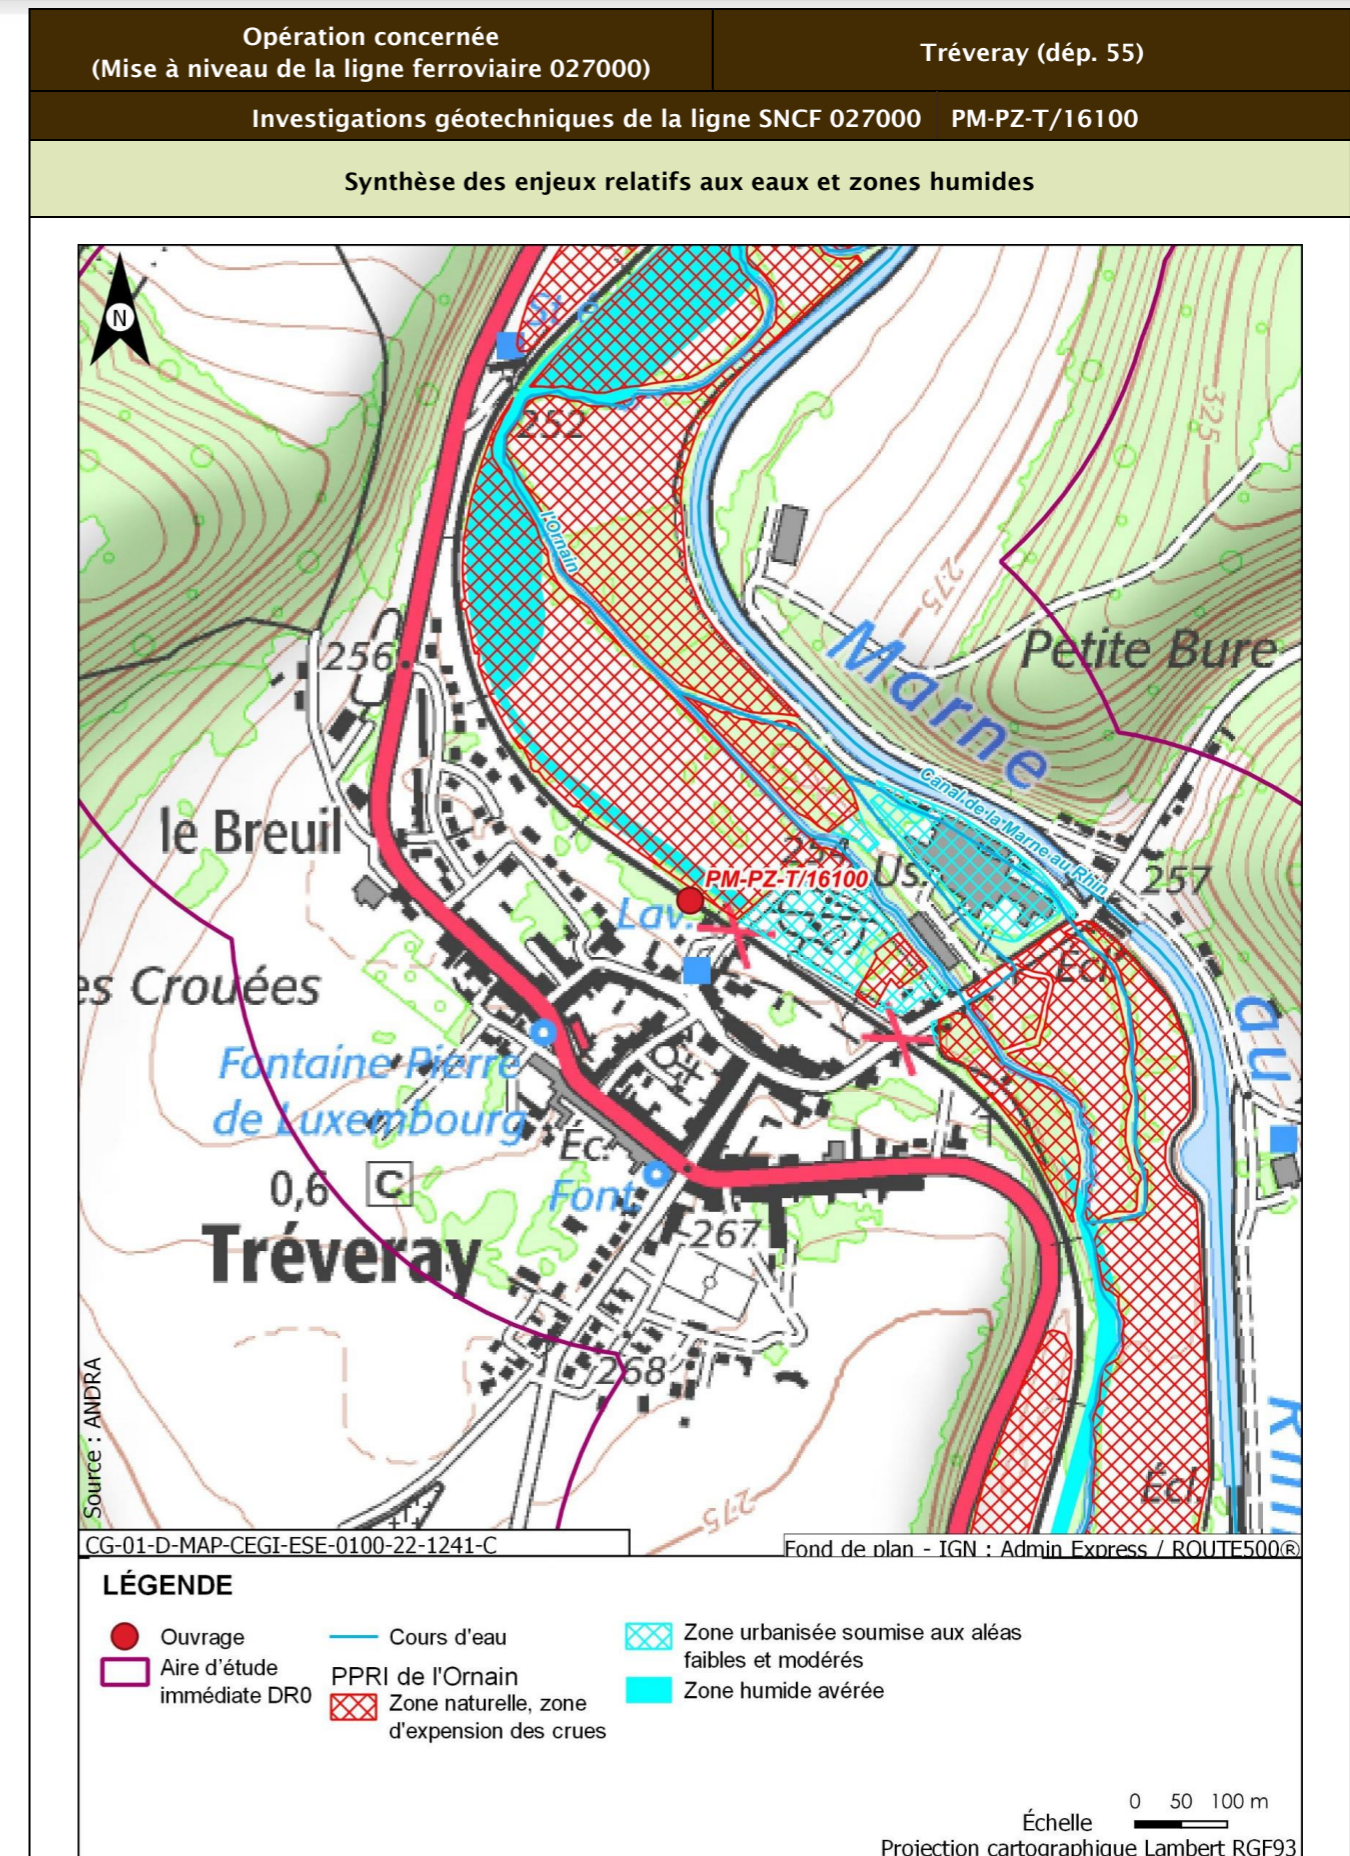 Opération concernée
(Mise à niveau de la ligne ferroviaire 027000)
Tréveray (dép. 55)
Investigations géotechniques de la ligne SNCF 027000 PM-PZ-T/16100
Synthèse des enjeux relatifs aux eaux et zones humides
N
252
325
l'Ornain
275
Marne
Petite Bure
256
Canal de la Marne au Rhin
le Breuil
254
PM-PZ-T/16100
Us.
257
Lav.
Écl.
es Crouées
au
Fontaine Pierre
de Luxembourg
Éc.
0,6 C
Font.
Tréveray
267
268
Source : ANDRA
Écl.
275
CG-01-D-MAP-CEGI-ESE-0100-22-1241-C
Fond de plan - IGN : Admin Express / ROUTE500®
LÉGENDE
Ouvrage
Aire d'étude
immédiate DR0
Cours d'eau
PPRI de l'Ornain
Zone naturelle, zone
d'expension des crues
Zone urbanisée soumise aux aléas
faibles et modérés
Zone humide avérée
0 50 100 m
Échelle
Projection cartographique Lambert RGF93